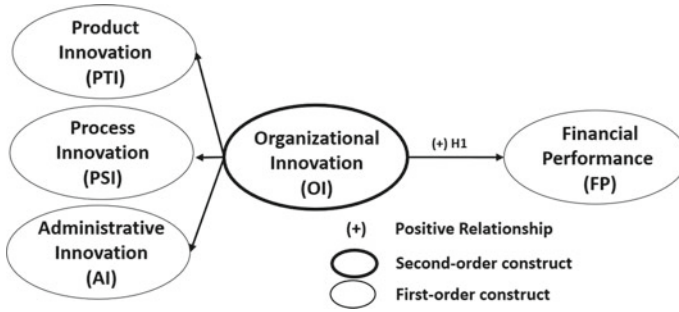 Product
Innovation
(PTI)
Process
Innovation
(PSI)
Administrative
Innovation
(AI)
Organizational
Innovation
(OI)
(+) H1
Financial
Performance
(FP)
(+) Positive Relationship
Second-order construct
First-order construct